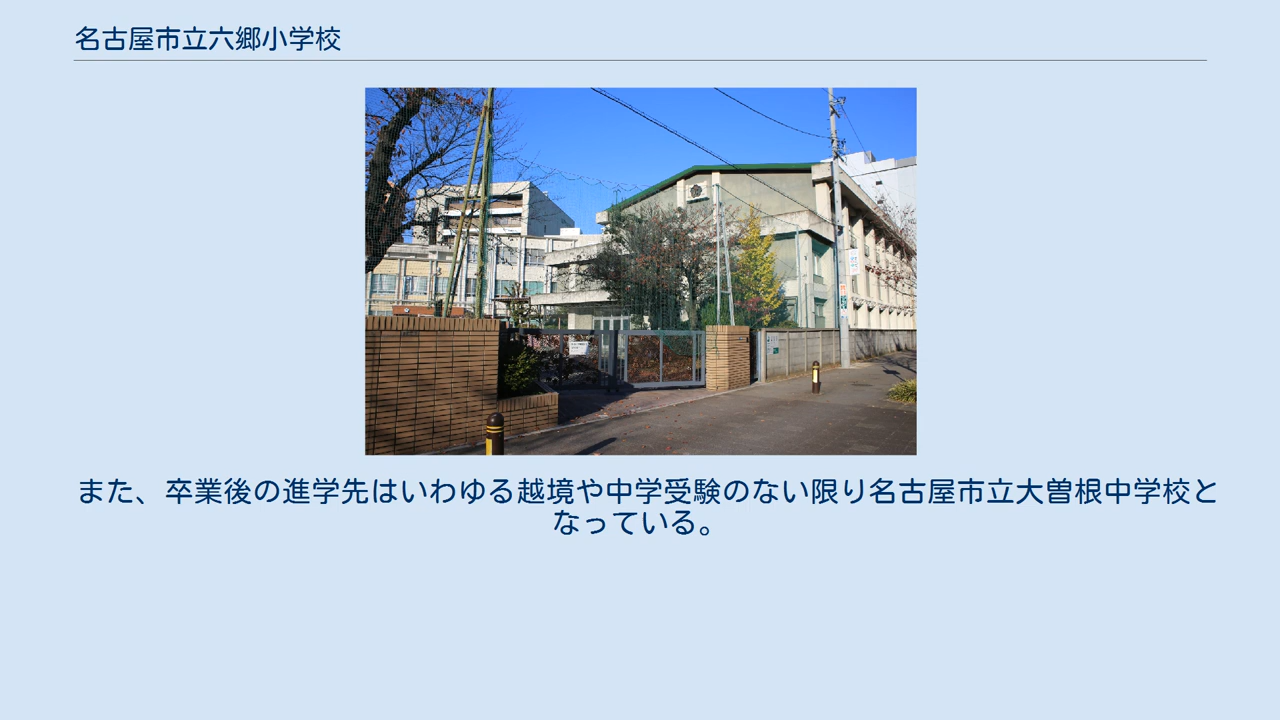 名古屋市立六郷小学校
また、卒業後の進学先はいわゆる越境や中学受験のない限り名古屋市立大曽根中学校と
なっている。